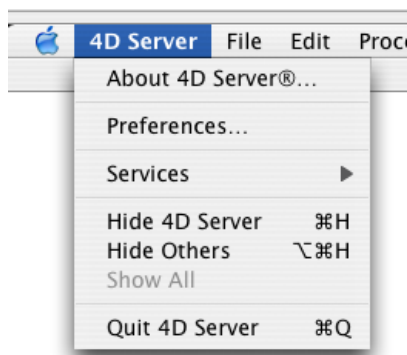 4D Server File Edit Proc
About 4D Server®...
Preferences...
Services
Hide 4D Server ⌘H
Hide Others ⌥⌘H
Show All
Quit 4D Server ⌘Q